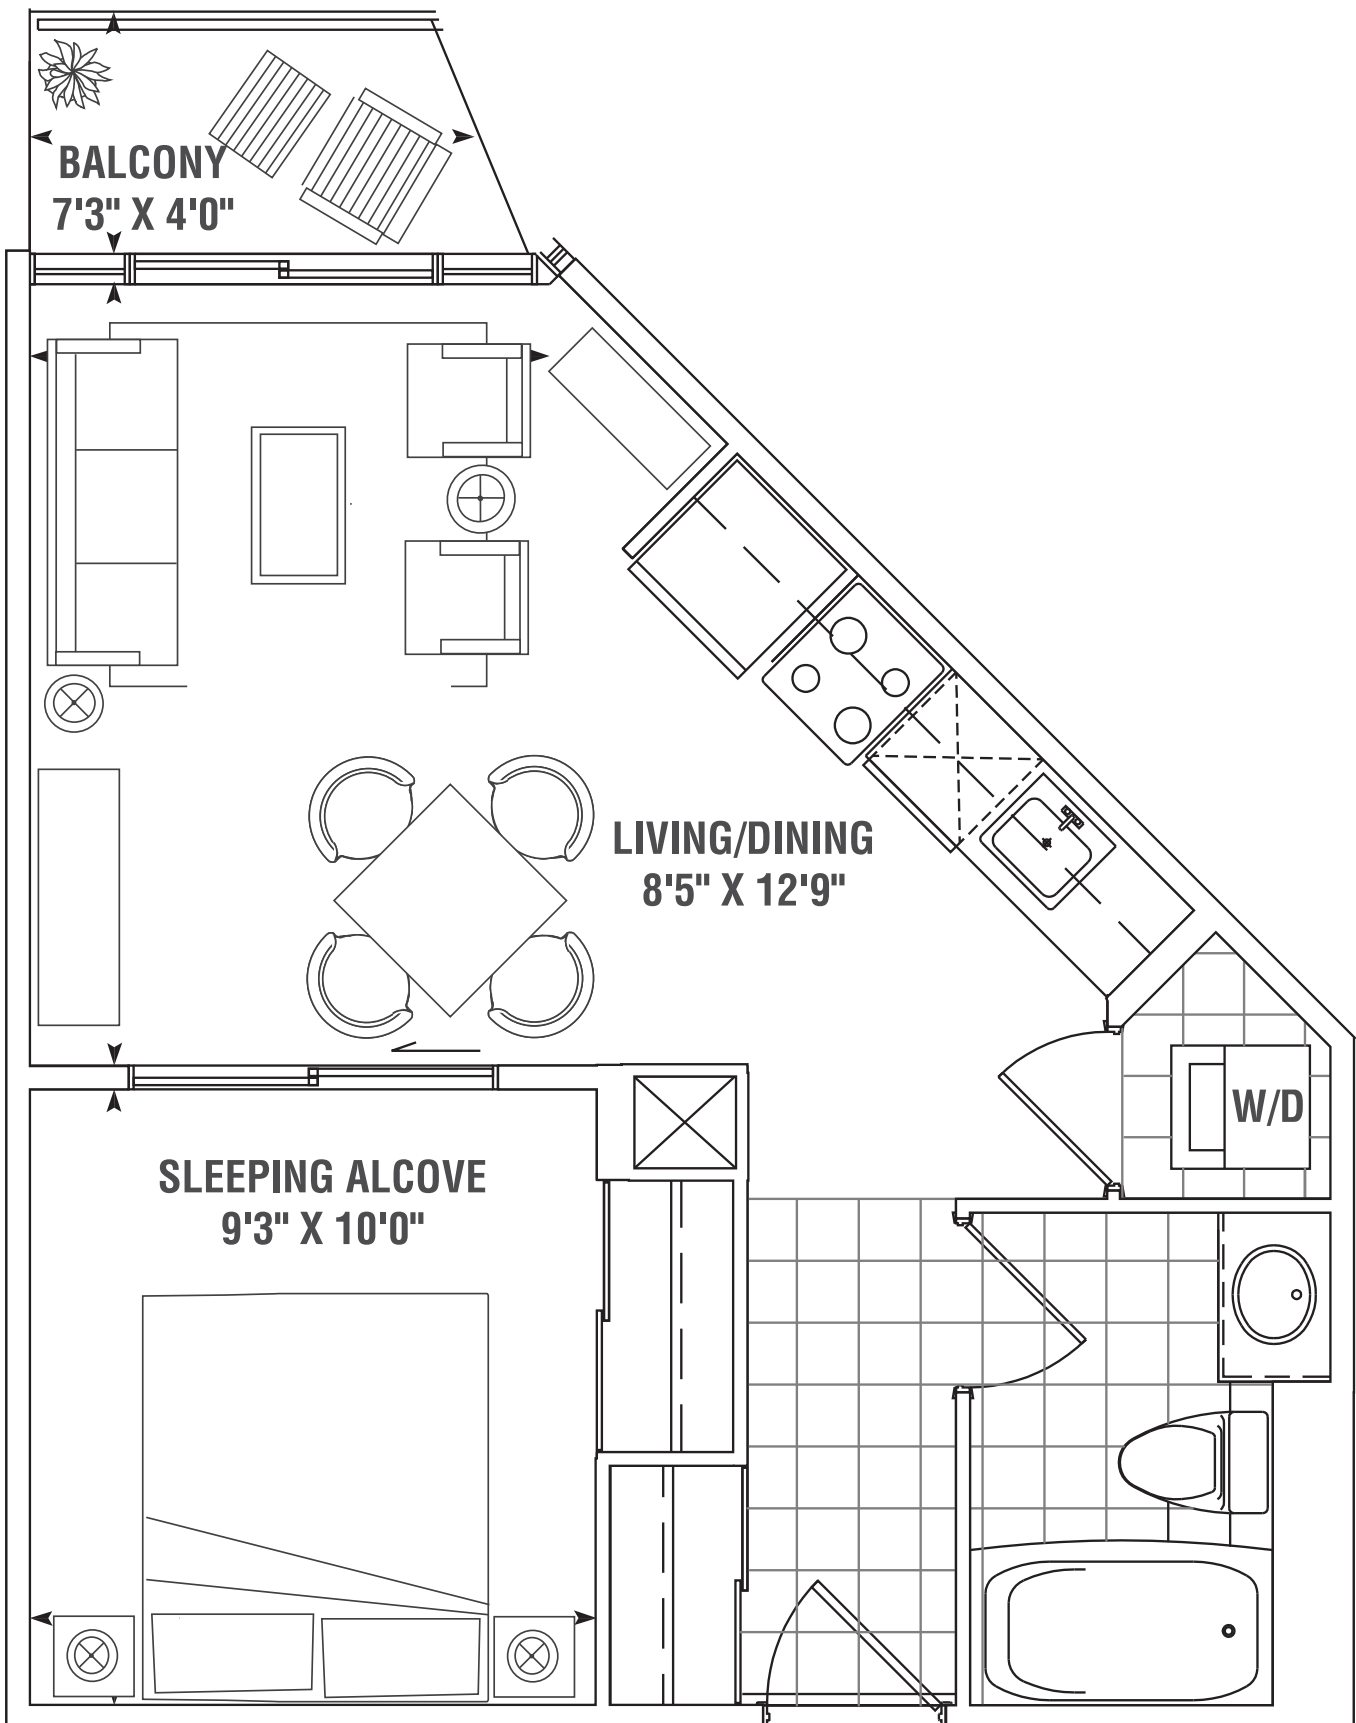 BALCONY
7'3" X 4'0"
LIVING/DINING
8'5" X 12'9"
W/D
SLEEPING ALCOVE
9'3" X 10'0"